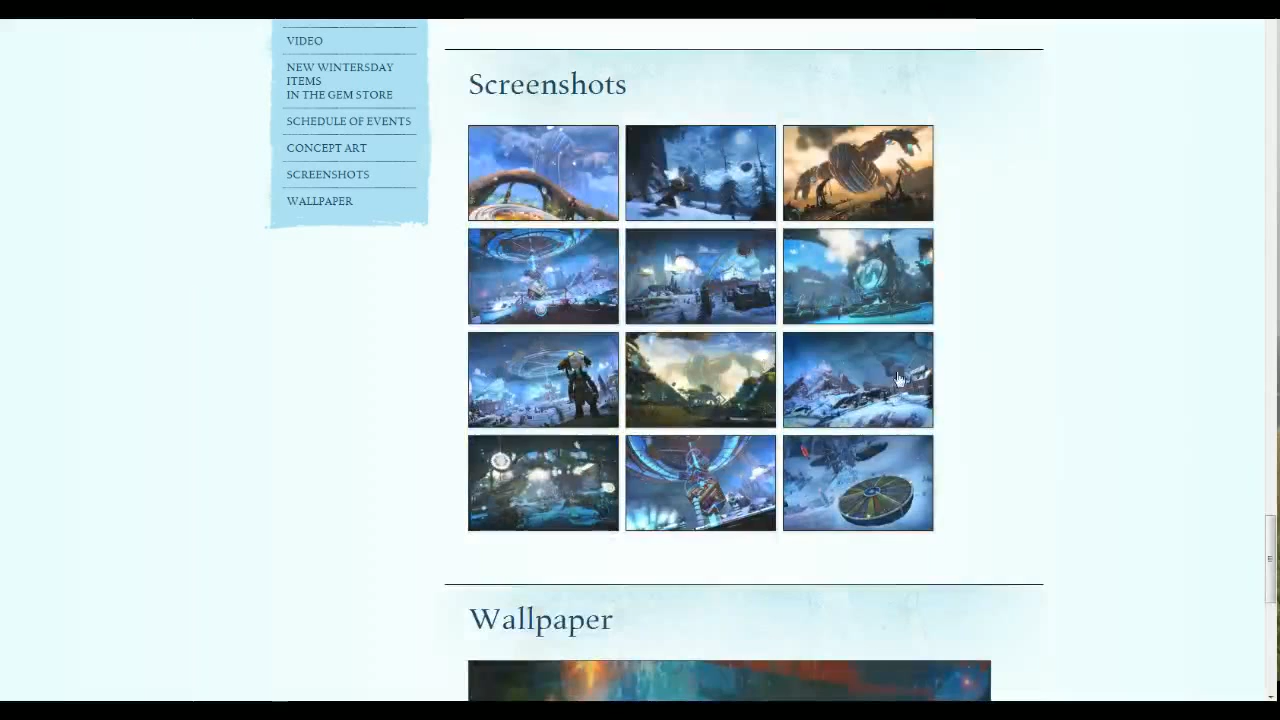 VIDEO
NEW WINTERSDAY
ITEMS
IN THE GEM STORE
SCHEDULE OF EVENTS
CONCEPT ART
SCREENSHOTS
WALLPAPER
Screenshots
Wallpaper